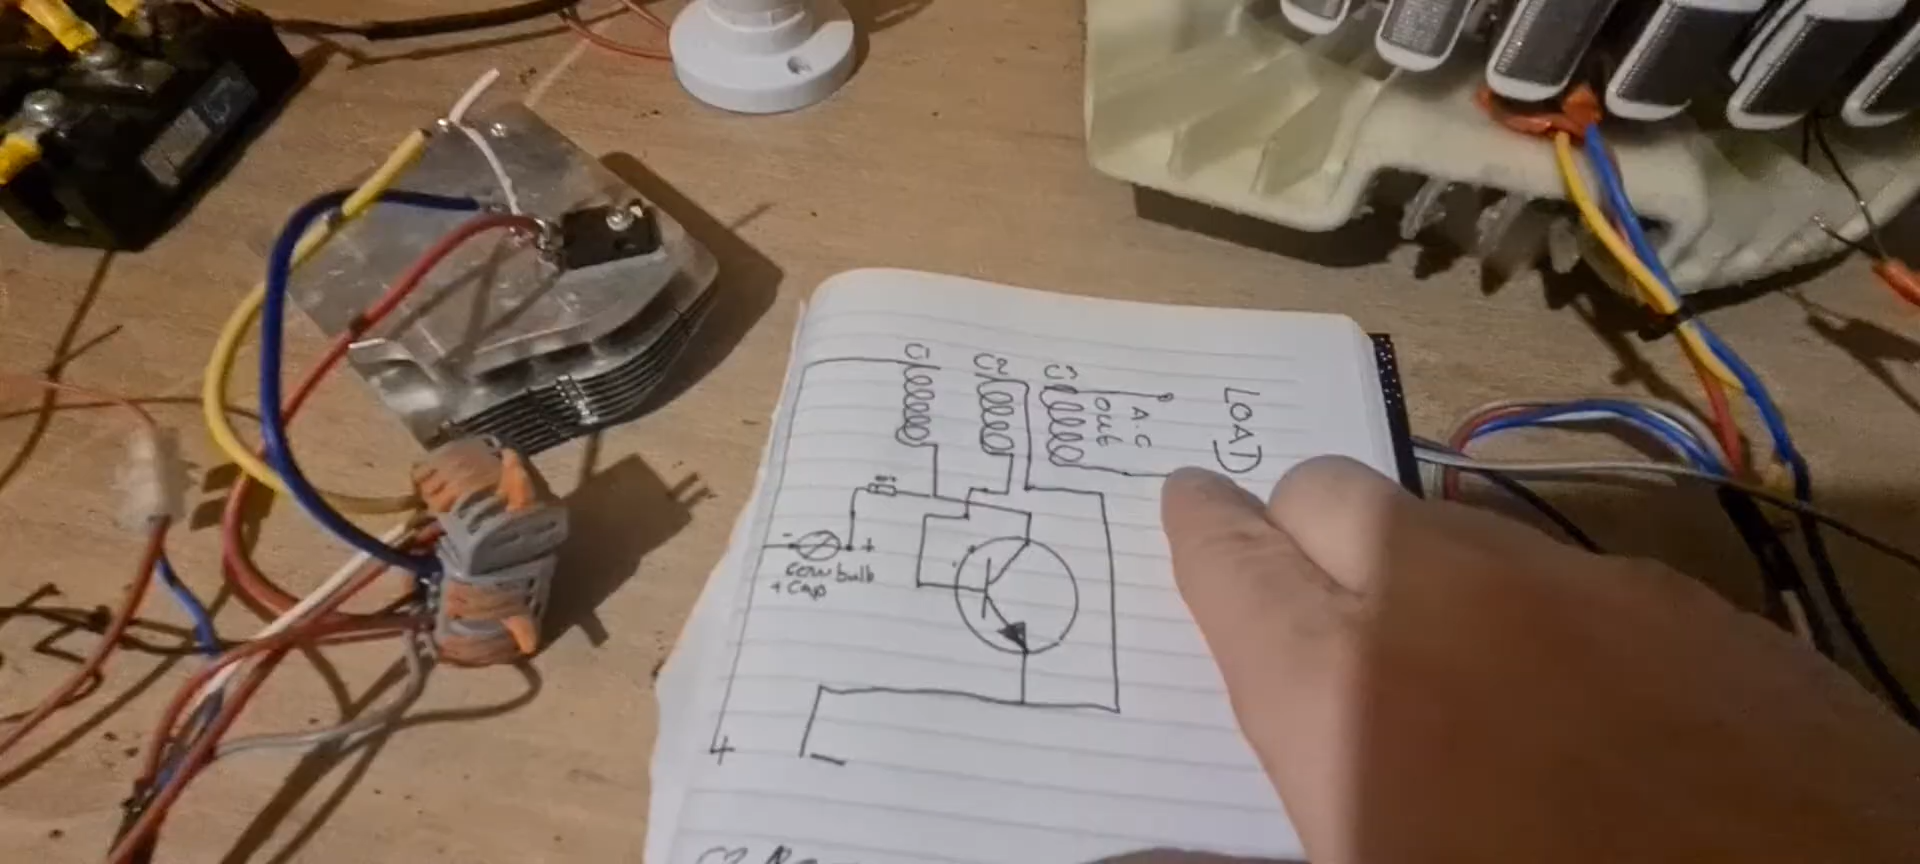 C1
C2
C3
A.C
out
LOAD
- +
cow bulb
+ Cap
+
-